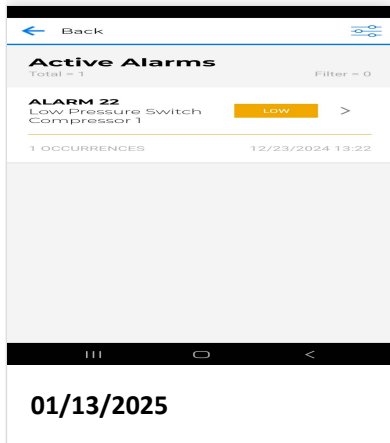 Back
Active Alarms
Total = 1 Filter = 0
ALARM 22
Low Pressure Switch
Compressor 1
LOW
1 OCCURRENCES 12/23/2024 13:22
01/13/2025